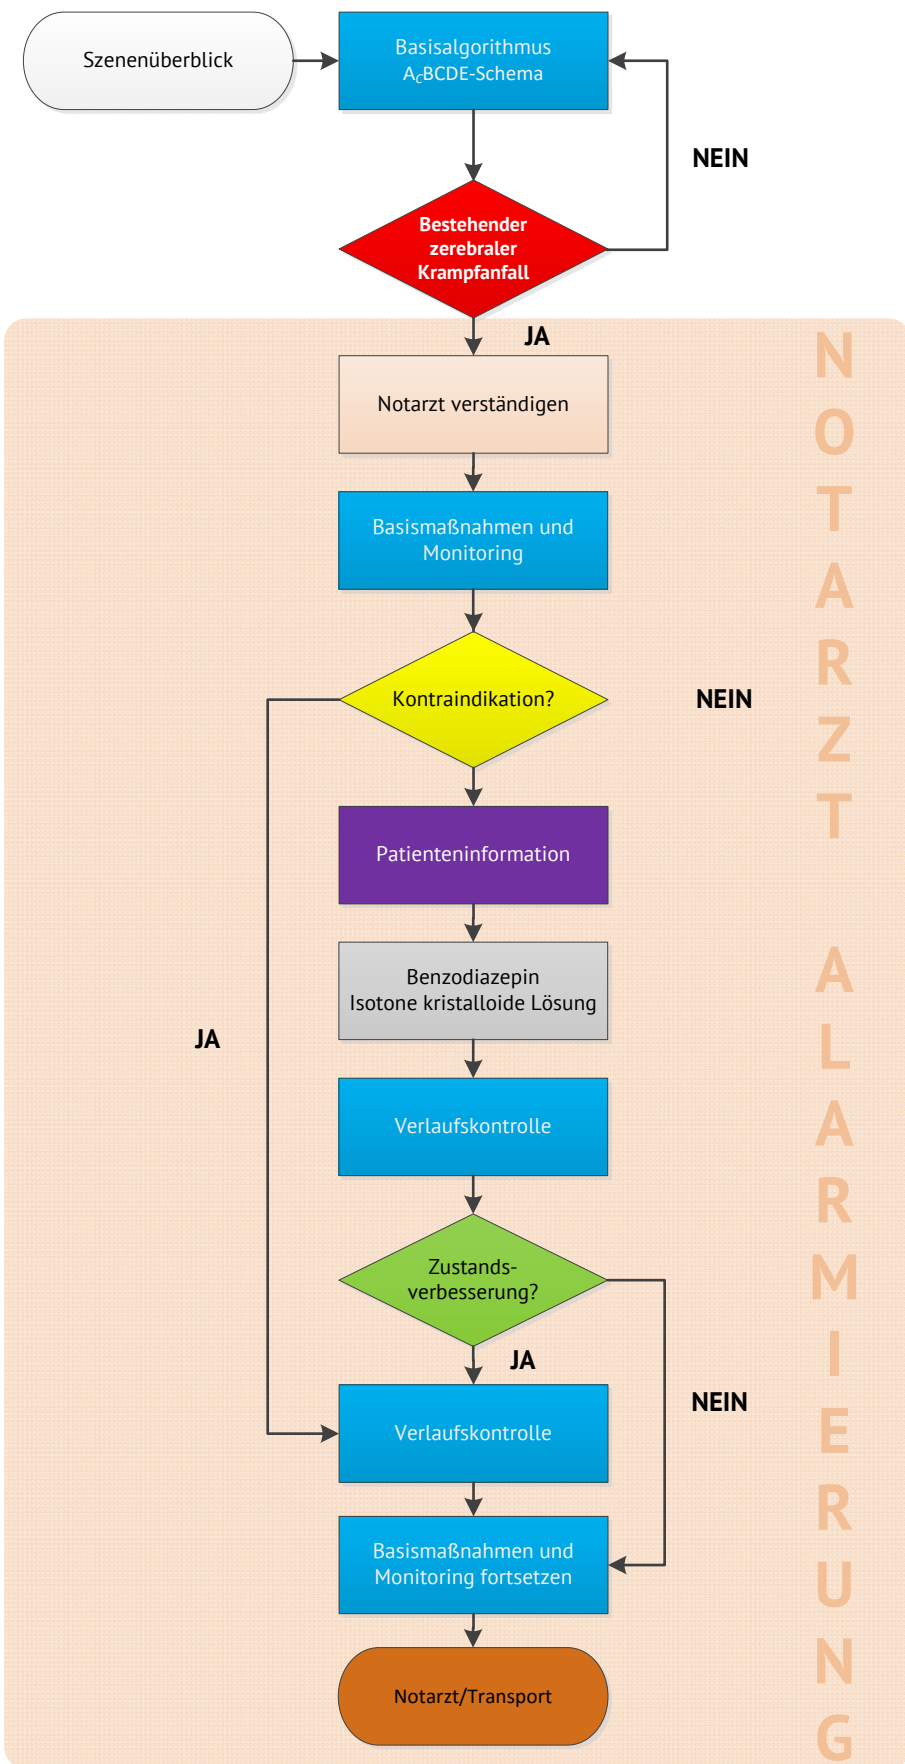 Szenenüberblick
Basisalgorithmus
AcBCDE-Schema
NEIN
Bestehender
zerebraler
Krampfanfall
JA
Notarzt verständigen
Basismaßnahmen und
Monitoring
Kontraindikation?
NEIN
Patienteninformation
Benzodiazepin
Isotone kristalloide Lösung
JA
Verlaufskontrolle
Zustands-
verbesserung?
JA
NEIN
Verlaufskontrolle
Basismaßnahmen und
Monitoring fortsetzen
Notarzt/Transport
NOTARZT ALARMIERUNG